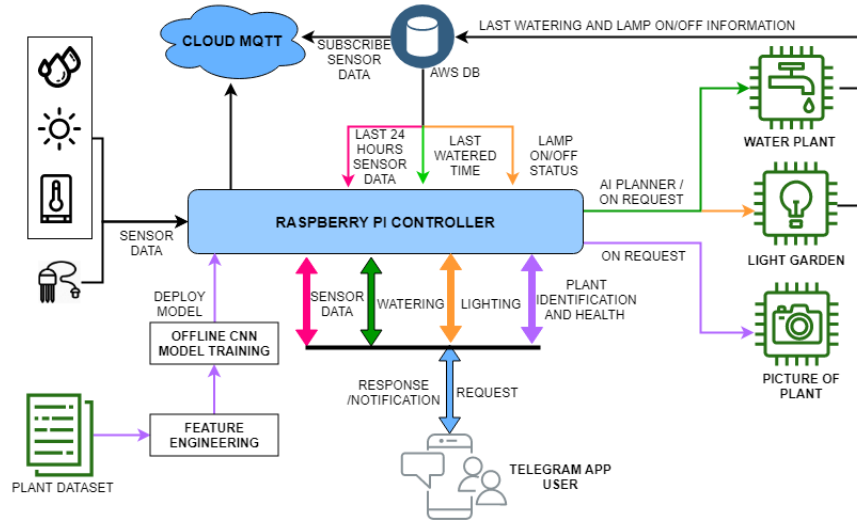 LAST WATERING AND LAMP ON/OFF INFORMATION
CLOUD MQTT
SUBSCRIBE
SENSOR
DATA
AWS DB
WATER PLANT
LAST 24
HOURS
SENSOR
DATA
LAST
WATERED
TIME
LAMP
ON/OFF
STATUS
AI PLANNER /
ON REQUEST
RASPBERRY PI CONTROLLER
SENSOR
DATA
LIGHT GARDEN
ON REQUEST
DEPLOY
MODEL
SENSOR
DATA
WATERING
LIGHTING
PLANT
IDENTIFICATION
AND HEALTH
OFFLINE CNN
MODEL TRAINING
PICTURE OF
PLANT
RESPONSE
/NOTIFICATION
REQUEST
FEATURE
ENGINEERING
TELEGRAM APP
USER
PLANT DATASET